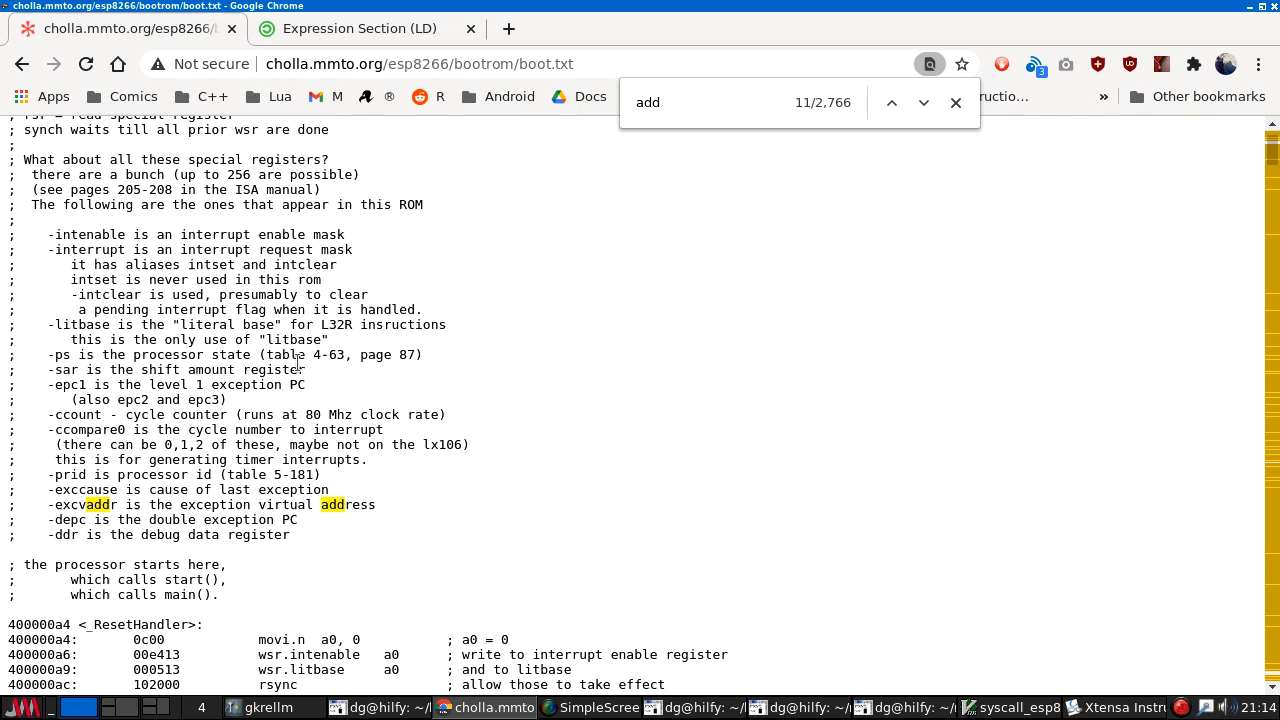 cholla.mmto.org/esp8266/bootrom/boot.txt - Google Chrome
cholla.mmto.org/esp8266/b
Expression Section (LD)
Not secure
cholla.mmto.org/esp8266/bootrom/boot.txt
3
Apps
Cars
C++
Lua
M
R
Amazon
Docs
Other bookmarks
add 11/2,766
; synch waits till all prior wsr are done
;
; What about all these special registers?
;  there are a bunch (up to 256 are possible)
;  (see pages 205-208 in the ISA manual)
;  The following are the ones that appear in this ROM
;
;    -intenable is an interrupt enable mask
;    -interrupt is an interrupt request mask
;       it has aliases intset and intclear
;       intset is never used in this rom
;       -intclear is used, presumably to clear
;        a pending interrupt flag when it is handled.
;    -litbase is the "literal base" for L32R insructions
;       this is the only use of "litbase"
;    -ps is the processor state (table 4-63, page 87)
;    -sar is the shift amount register
;    -epc1 is the level 1 exception PC
;       (also epc2 and epc3)
;    -ccount - cycle counter (runs at 80 Mhz clock rate)
;    -ccompare0 is the cycle number to interrupt
;     (there can be 0,1,2 of these, maybe not on the lx106)
;     this is for generating timer interrupts.
;    -prid is processor id (table 5-181)
;    -exccause is cause of last exception
;    -excvaddr is the exception virtual address
;    -depc is the double exception PC
;    -ddr is the debug data register
; the processor starts here,
;       which calls start(),
;       which calls main().
400000a4 <_ResetHandler>:
400000a4:       0c00            movi.n  a0, 0           ; a0 = 0
400000a6:       00e413          wsr.intenable   a0      ; write to interrupt enable register
400000a9:       000513          wsr.litbase     a0      ; and to litbase
400000ac:       102000          rsync                   ; allow those to take effect
4
gkrellm
dg@hilfy: ~/
cholla.mmto
SimpleScree
dg@hilfy: ~/
dg@hilfy: ~/
dg@hilfy: ~/
syscall_esp8
Xtensa Instr
21:14